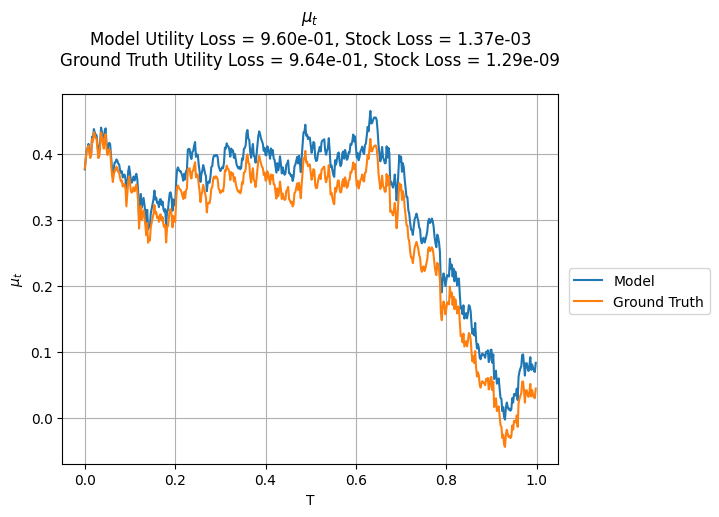 μₜ
Model Utility Loss = 9.60e-01, Stock Loss = 1.37e-03
Ground Truth Utility Loss = 9.64e-01, Stock Loss = 1.29e-09
0.4
0.3
0.2
0.1
0.0
μₜ
0.0 0.2 0.4 0.6 0.8 1.0
T
Model
Ground Truth